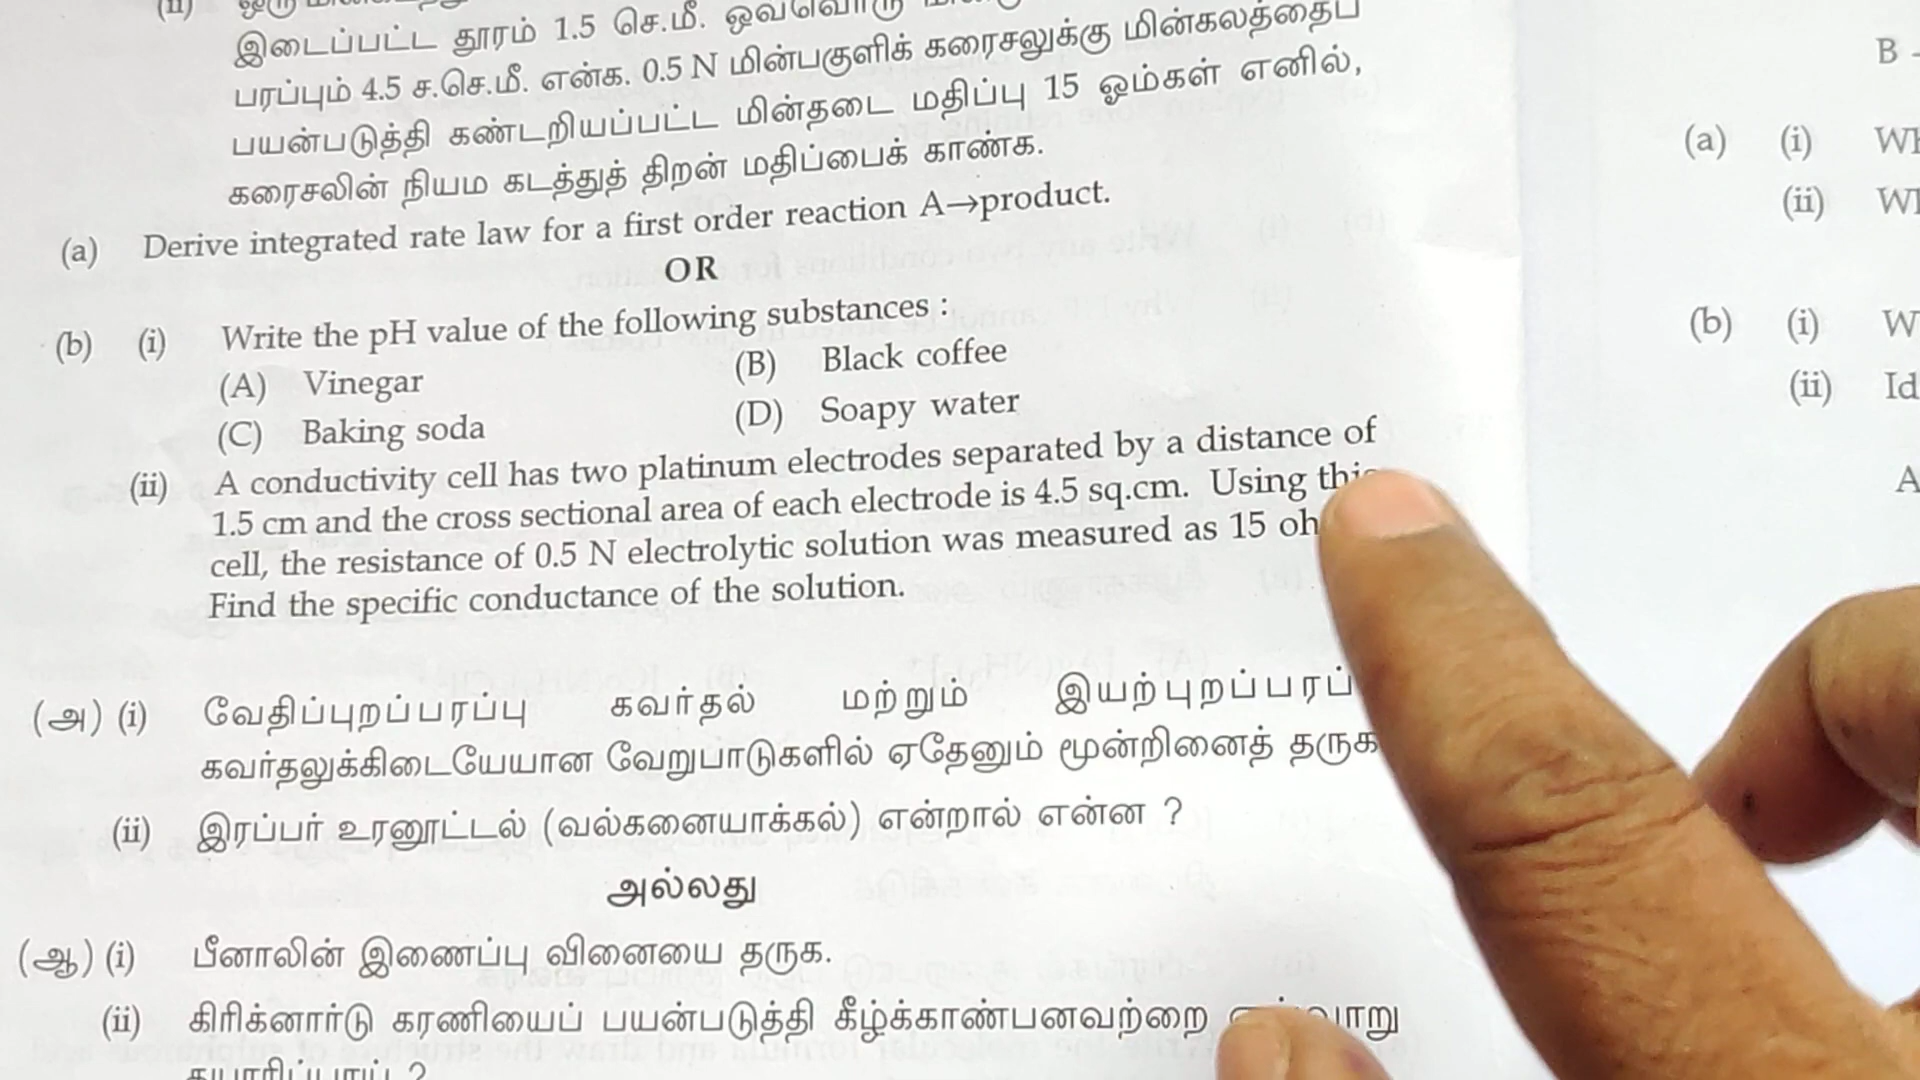 (ii)
இடைப்பட்ட தூரம் 1.5 செ.மீ. ஒவ்வொரு
பரப்பும் 4.5 ச.செ.மீ. என்க. 0.5 N மின்பகுளிக் கரைசலுக்கு மின்கலத்தைப்
பயன்படுத்தி கண்டறியப்பட்ட மின்தடை மதிப்பு 15 ஓம்கள் எனில்,
கரைசலின் நியம கடத்துத் திறன் மதிப்பைக் காண்க.
(a) Derive integrated rate law for a first order reaction A→product.
OR
(b) (i) Write the pH value of the following substances :
(A) Vinegar (B) Black coffee
(C) Baking soda (D) Soapy water
(ii) A conductivity cell has two platinum electrodes separated by a distance of
1.5 cm and the cross sectional area of each electrode is 4.5 sq.cm. Using this
cell, the resistance of 0.5 N electrolytic solution was measured as 15
Find the specific conductance of the solution.
(அ) (i) வேதிப்புறப்பரப்பு கவர்தல் மற்றும்
கவர்தலுக்கிடையேயான வேறுபாடுகளில் ஏதேனும் மூன்றினைத் தருக
(ii) இரப்பர் உரனூட்டல் (வல்கனையாக்கல்) என்றால் என்ன ?
அல்லது
(ஆ) (i) பீனாலின் இணைப்பு வினையை தருக.
(ii) கிரிக்னார்டு கரணியைப் பயன்படுத்தி கீழ்க்காண்பனவற்றை
B -
(a) (i)
(ii)
(b) (i) W
(ii) Id
A